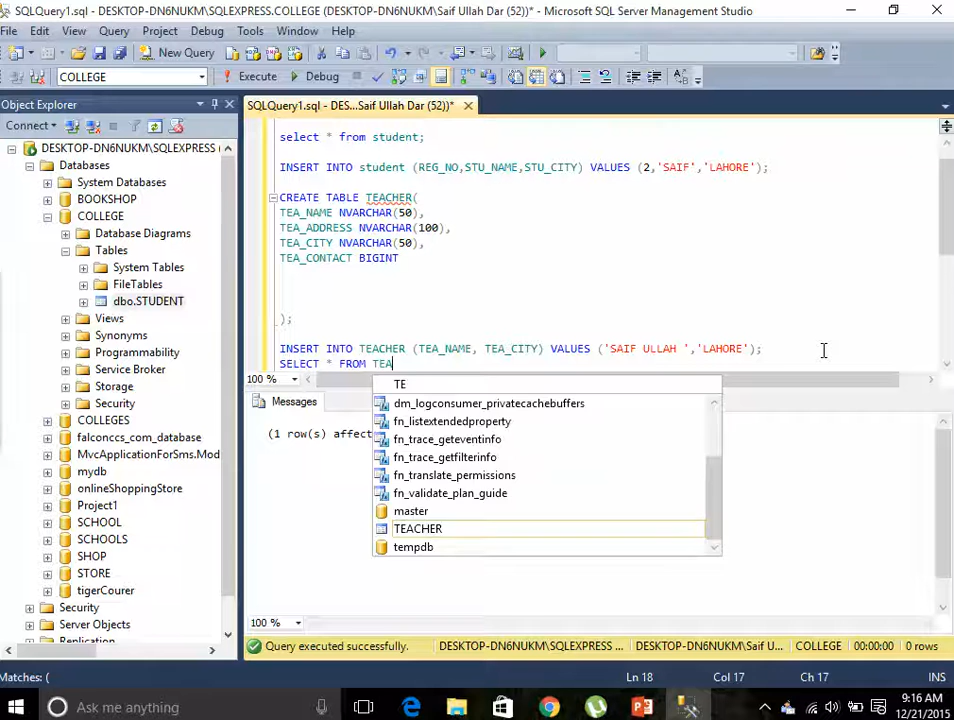 SQLQuery1.sql - DESKTOP-DN6NUKM\SQLEXPRESS.COLLEGE (DESKTOP-DN6NUKM\Saif Ullah Dar (52))* - Microsoft SQL Server Management Studio
File Edit View Query Project Debug Tools Window Help
New Query
COLLEGE Execute Debug
Object Explorer
SQLQuery1.sql - DES...Saif Ullah Dar (52))*
Connect
DESKTOP-DN6NUKM\SQLEXPRESS (
Databases
System Databases
BOOKSHOP
COLLEGE
Database Diagrams
Tables
System Tables
FileTables
dbo.STUDENT
Views
Synonyms
Programmability
Service Broker
Storage
Security
COLLEGES
falconccs_com_database
MvcApplicationForSms.Mod
mydb
onlineShoppingStore
Project1
SCHOOL
SCHOOLS
SHOP
STORE
tigerCourer
Security
Server Objects
Replication
select * from student;
INSERT INTO student (REG_NO,STU_NAME,STU_CITY) VALUES (2,'SAIF','LAHORE');
CREATE TABLE TEACHER(
TEA_NAME NVARCHAR(50),
TEA_ADDRESS NVARCHAR(100),
TEA_CITY NVARCHAR(50),
TEA_CONTACT BIGINT
);
INSERT INTO TEACHER (TEA_NAME, TEA_CITY) VALUES ('SAIF ULLAH ','LAHORE');
SELECT * FROM TEA
100 %
TE
dm_logconsumer_privatecachebuffers
fn_listextendedproperty
fn_trace_geteventinfo
fn_trace_getfilterinfo
fn_translate_permissions
fn_validate_plan_guide
master
TEACHER
tempdb
Messages
(1 row(s) affect
100 %
Query executed successfully. DESKTOP-DN6NUKM\SQLEXPRESS ... DESKTOP-DN6NUKM\Saif U... COLLEGE 00:00:00 0 rows
Matches: ( Ln 18 Col 17 Ch 17 INS
Ask me anything
9:16 AM
12/21/2015